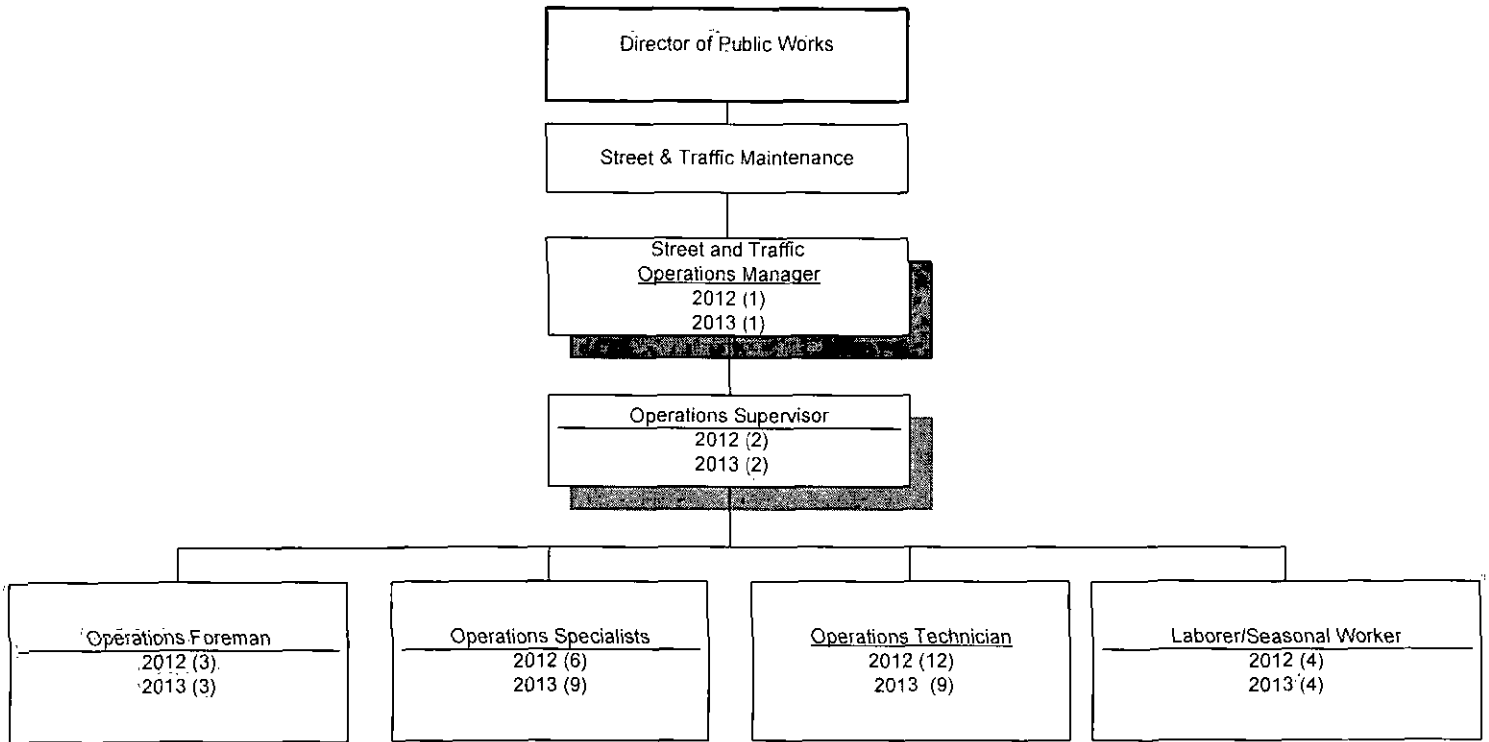 Director of Public Works
Street & Traffic Maintenance
Street and Traffic
Operations Manager
2012 (1)
2013 (1)
Operations Supervisor
2012 (2)
2013 (2)
Operations Foreman
2012 (3)
2013 (3)
Operations Specialists
2012 (6)
2013 (9)
Operations Technician
2012 (12)
2013 (9)
Laborer/Seasonal Worker
2012 (4)
2013 (4)